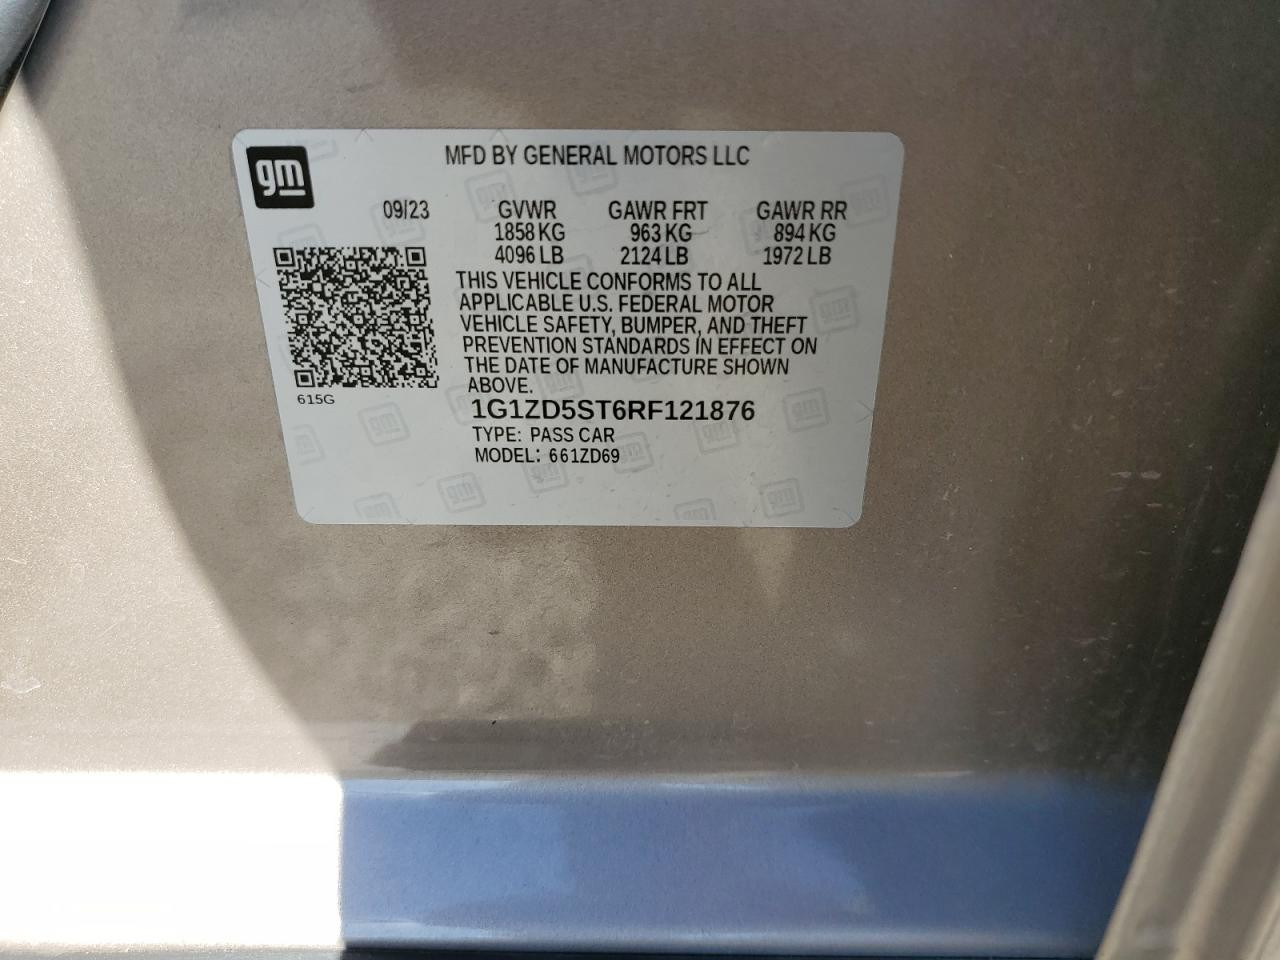 gm
MFD BY GENERAL MOTORS LLC
09/23 GVWR GAWR FRT GAWR RR
1858 KG 963 KG 894 KG
4096 LB 2124 LB 1972 LB
THIS VEHICLE CONFORMS TO ALL
APPLICABLE U.S. FEDERAL MOTOR
VEHICLE SAFETY, BUMPER, AND THEFT
PREVENTION STANDARDS IN EFFECT ON
THE DATE OF MANUFACTURE SHOWN
ABOVE.
615G
1G1ZD5ST6RF121876
TYPE: PASS CAR
MODEL: 661ZD69